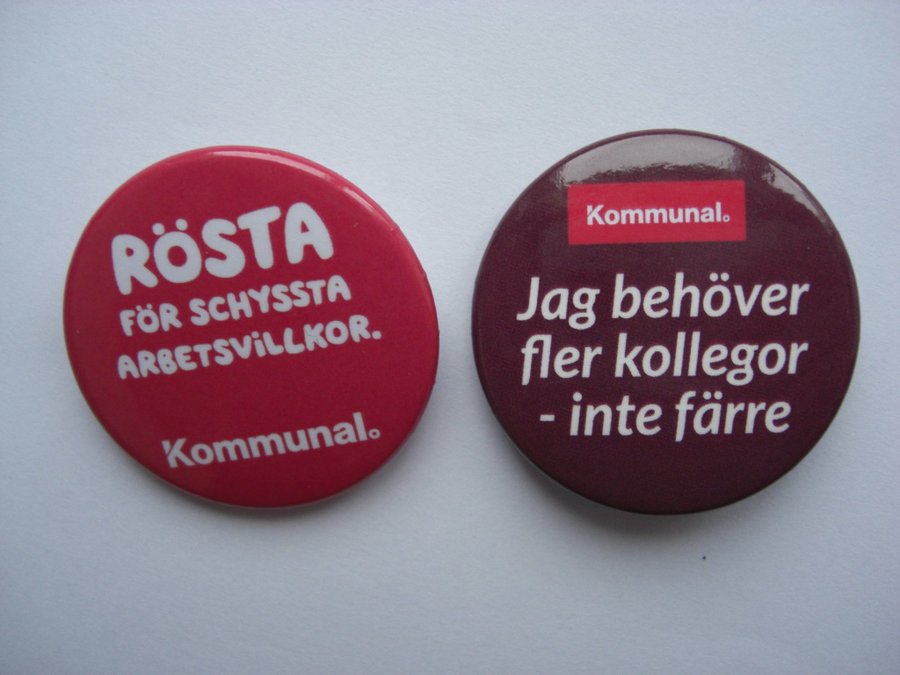 RÖSTA
FÖR SCHYSSTA
ARBETSVILLKOR.
Kommunal.
Kommunal.
Jag behöver
fler kollegor
- inte färre